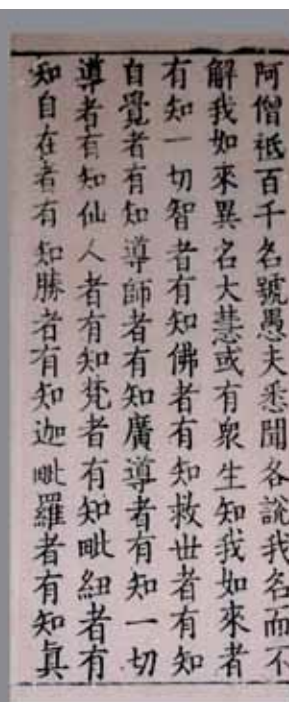 阿僧祇百千名號愚夫悉聞各說我名而不
解我如來異名大慧或有衆生知我如來者
有知一切智者有知佛者有知救世者有知
自覺者有知導師者有知廣導者有知一切
導者有知仙人者有知梵者有知毗紐者有
知自在者有知勝者有知迦毗羅者有知真